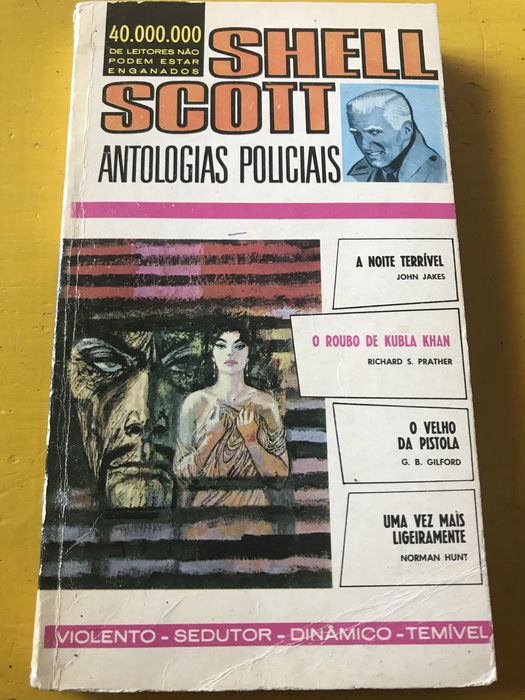 40.000.000
DE LEITORES NÃO
PODEM ESTAR
ENGANADOS
SHELL
SCOTT
ANTOLOGIAS POLICIAIS
A NOITE TERRÍVEL
JOHN JAKES
O ROUBO DE KUBLA KHAN
RICHARD S. PRATHER
O VELHO
DA PISTOLA
G. B. GILFORD
UMA VEZ MAIS
LIGEIRAMENTE
NORMAN HUNT
VIOLENTO - SEDUTOR - DINÂMICO - TEMÍVEL